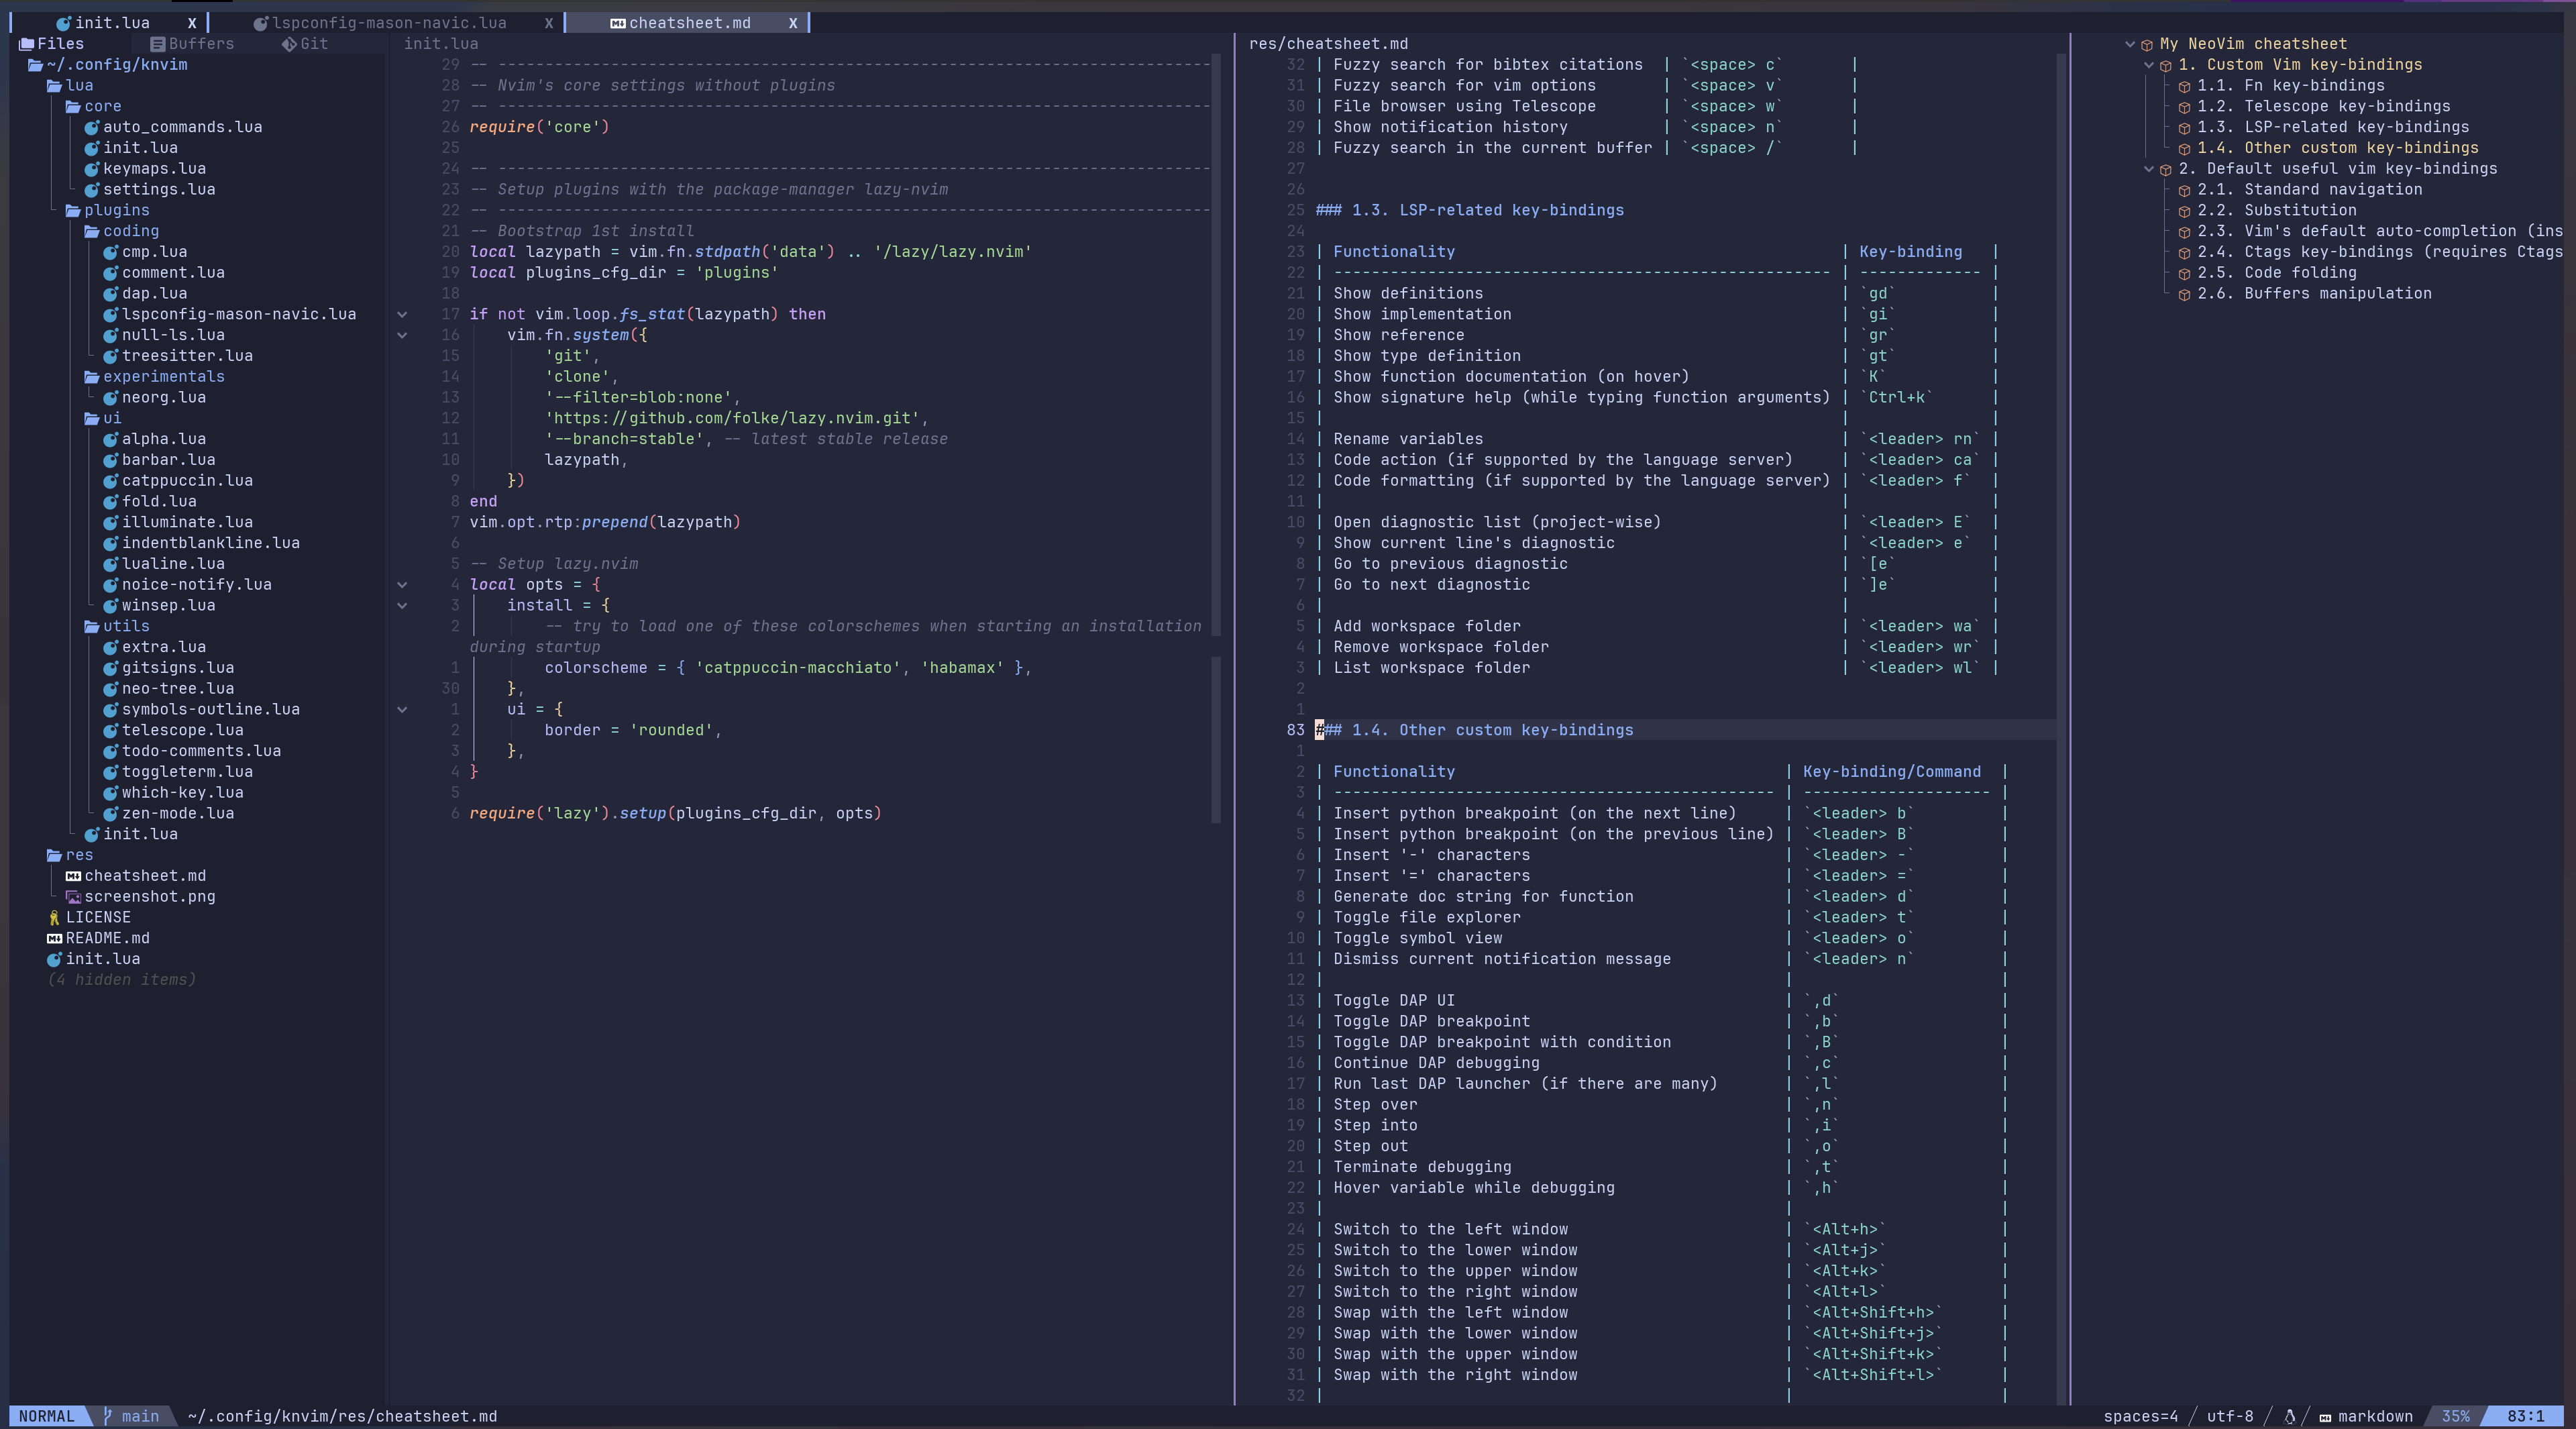 init.lua X lspconfig-mason-navic.lua X cheatsheet.md X
Files Buffers Git
~/.config/knvim
lua
core
auto_commands.lua
init.lua
keymaps.lua
settings.lua
plugins
coding
cmp.lua
comment.lua
dap.lua
lspconfig-mason-navic.lua
null-ls.lua
treesitter.lua
experimentals
neorg.lua
ui
alpha.lua
barbar.lua
catppuccin.lua
fold.lua
illuminate.lua
indentblankline.lua
lualine.lua
noice-notify.lua
winsep.lua
utils
extra.lua
gitsigns.lua
neo-tree.lua
symbols-outline.lua
telescope.lua
todo-comments.lua
toggleterm.lua
which-key.lua
zen-mode.lua
init.lua
res
cheatsheet.md
screenshot.png
LICENSE
README.md
init.lua
(4 hidden items)
init.lua
29 -- ------------------------------------------------------------------------------
28 -- Nvim's core settings without plugins
27 -- ------------------------------------------------------------------------------
26 require('core')
25
24 -- ------------------------------------------------------------------------------
23 -- Setup plugins with the package-manager lazy-nvim
22 -- ------------------------------------------------------------------------------
21 -- Bootstrap 1st install
20 local lazypath = vim.fn.stdpath('data') .. '/lazy/lazy.nvim'
19 local plugins_cfg_dir = 'plugins'
18
17 if not vim.loop.fs_stat(lazypath) then
16 vim.fn.system({
15 'git',
14 'clone',
13 '--filter=blob:none',
12 'https://github.com/folke/lazy.nvim.git',
11 '--branch=stable', -- latest stable release
10 lazypath,
9 })
8 end
7 vim.opt.rtp:prepend(lazypath)
6
5 -- Setup lazy.nvim
4 local opts = {
3 install = {
2 -- try to load one of these colorschemes when starting an installation
during startup
1 colorscheme = { 'catppuccin-macchiato', 'habamax' },
30 },
1 ui = {
2 border = 'rounded',
3 },
4 }
5
6 require('lazy').setup(plugins_cfg_dir, opts)
res/cheatsheet.md
32 | Fuzzy search for bibtex citations | `<space> c` |
31 | Fuzzy search for vim options | `<space> v` |
30 | File browser using Telescope | `<space> w` |
29 | Show notification history | `<space> n` |
28 | Fuzzy search in the current buffer | `<space> /` |
27
26
25 ### 1.3. LSP-related key-bindings
24
23 | Functionality | Key-binding |
22 | ----------------------------------------------------- | ------------- |
21 | Show definitions | `gd` |
20 | Show implementation | `gi` |
19 | Show reference | `gr` |
18 | Show type definition | `gt` |
17 | Show function documentation (on hover) | `K` |
16 | Show signature help (while typing function arguments) | `Ctrl+k` |
15 | | |
14 | Rename variables | `<leader> rn` |
13 | Code action (if supported by the language server) | `<leader> ca` |
12 | Code formatting (if supported by the language server) | `<leader> f` |
11 | | |
10 | Open diagnostic list (project-wise) | `<leader> E` |
9 | Show current line's diagnostic | `<leader> e` |
8 | Go to previous diagnostic | `[e` |
7 | Go to next diagnostic | `]e` |
6 | | |
5 | Add workspace folder | `<leader> wa` |
4 | Remove workspace folder | `<leader> wr` |
3 | List workspace folder | `<leader> wl` |
2
1
83 ### 1.4. Other custom key-bindings
1
2 | Functionality | Key-binding/Command |
3 | ----------------------------------------------- | -------------------- |
4 | Insert python breakpoint (on the next line) | `<leader> b` |
5 | Insert python breakpoint (on the previous line) | `<leader> B` |
6 | Insert '-' characters | `<leader> -` |
7 | Insert '=' characters | `<leader> =` |
8 | Generate doc string for function | `<leader> d` |
9 | Toggle file explorer | `<leader> t` |
10 | Toggle symbol view | `<leader> o` |
11 | Dismiss current notification message | `<leader> n` |
12 | | |
13 | Toggle DAP UI | `,d` |
14 | Toggle DAP breakpoint | `,b` |
15 | Toggle DAP breakpoint with condition | `,B` |
16 | Continue DAP debugging | `,c` |
17 | Run last DAP launcher (if there are many) | `,l` |
18 | Step over | `,n` |
19 | Step into | `,i` |
20 | Step out | `,o` |
21 | Terminate debugging | `,t` |
22 | Hover variable while debugging | `,h` |
23 | | |
24 | Switch to the left window | `<Alt+h>` |
25 | Switch to the lower window | `<Alt+j>` |
26 | Switch to the upper window | `<Alt+k>` |
27 | Switch to the right window | `<Alt+l>` |
28 | Swap with the left window | `<Alt+Shift+h>` |
29 | Swap with the lower window | `<Alt+Shift+j>` |
30 | Swap with the upper window | `<Alt+Shift+k>` |
31 | Swap with the right window | `<Alt+Shift+l>` |
32 | | |
My NeoVim cheatsheet
1. Custom Vim key-bindings
1.1. Fn key-bindings
1.2. Telescope key-bindings
1.3. LSP-related key-bindings
1.4. Other custom key-bindings
2. Default useful vim key-bindings
2.1. Standard navigation
2.2. Substitution
2.3. Vim's default auto-completion (ins
2.4. Ctags key-bindings (requires Ctags
2.5. Code folding
2.6. Buffers manipulation
NORMAL main ~/.config/knvim/res/cheatsheet.md spaces=4 utf-8 markdown 35% 83:1